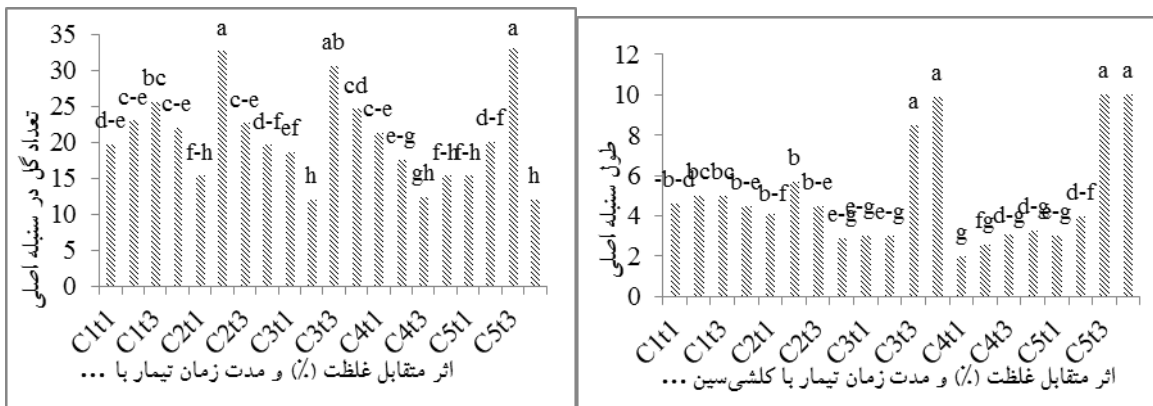 تعداد گل در سنبله اصلی
35
30
25
20
15
10
5
0
d-e
c-e
bc
c-e
f-h
a
c-e
d-f
ef
h
ab
cd
c-e
e-g
gh
f-h
f-h
d-f
a
h
C1t1
C1t3
C2t1
C2t3
C3t1
C3t3
C4t1
C4t3
C5t1
C5t3
اثر متقابل غلظت (٪) و مدت زمان تیمار با ...
طول سنبله اصلی
12
10
8
6
4
2
0
b-d
bc
bc
b-e
b-f
b
b-e
e-g
e-g
e-g
a
a
g
fg
d-g
d-g
e-g
d-f
a
a
C1t1
C1t3
C2t1
C2t3
C3t1
C3t3
C4t1
C4t3
C5t1
C5t3
اثر متقابل غلظت (٪) و مدت زمان تیمار با کلشی‌سین ...